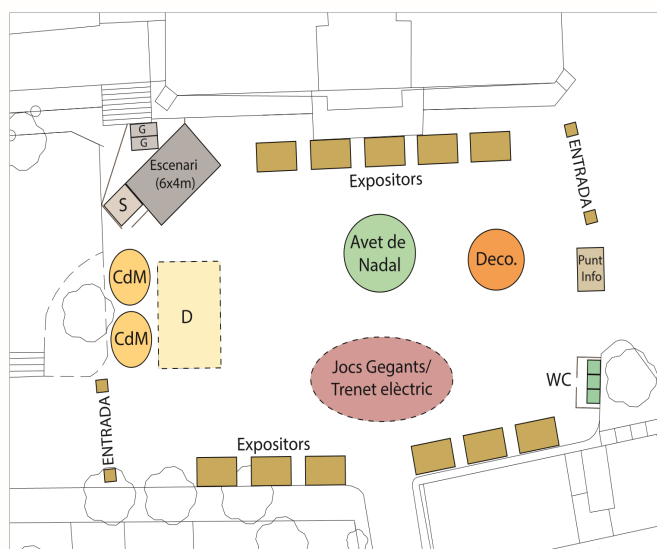 G
G
Escenari
(6x4m)
S
Expositors
ENTRADA
Avet de
Nadal
Deco.
Punt
Info
CdM
D
CdM
Jocs Gegants/
Trenet elèctric
WC
ENTRADA
Expositors